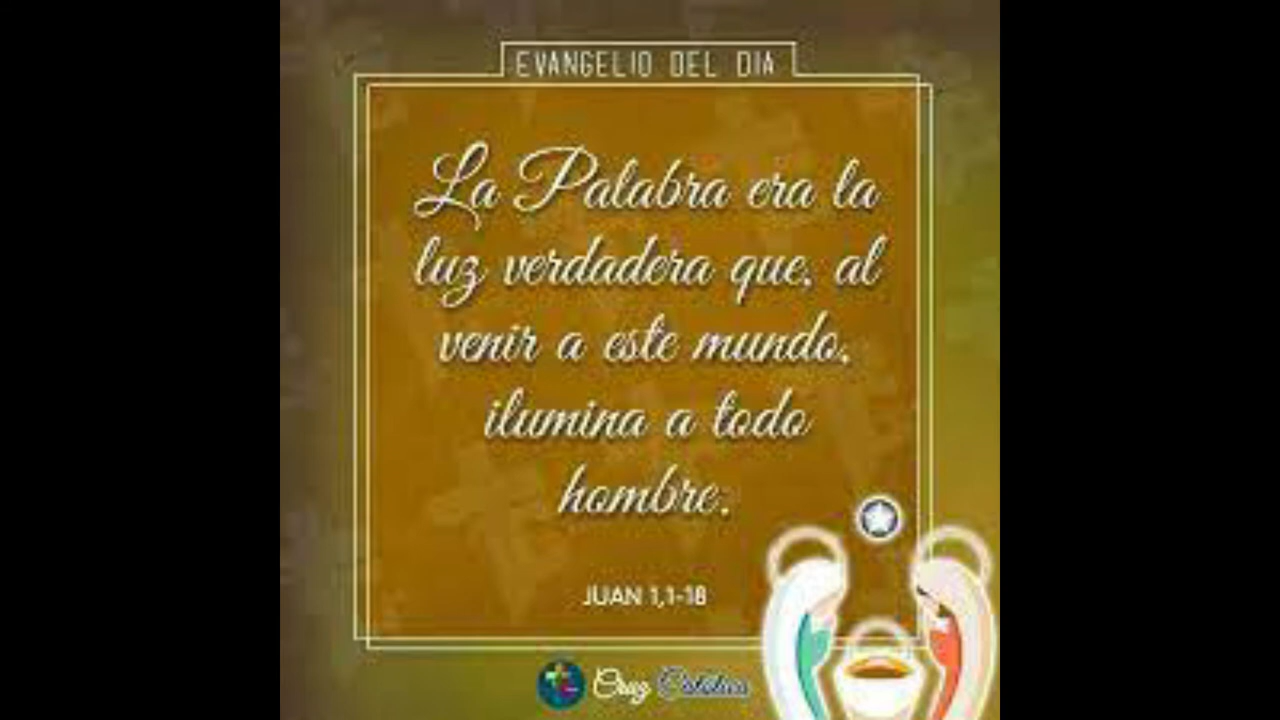 EVANGELIO DEL DIA
La Palabra era la
luz verdadera que, al
venir a este mundo,
ilumina a todo
hombre.
JUAN 1,1-18
Cruz Católica